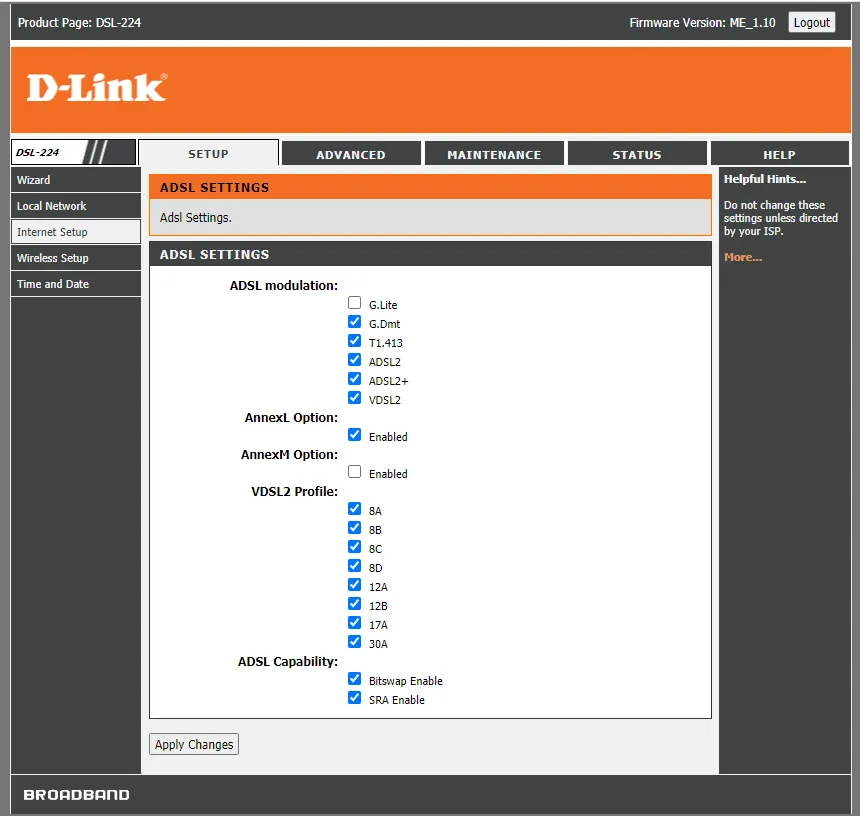 Product Page: DSL-224
Firmware Version: ME_1.10
Logout
D-Link®
DSL-224
SETUP
ADVANCED
MAINTENANCE
STATUS
HELP
Wizard
Local Network
Internet Setup
Wireless Setup
Time and Date
ADSL SETTINGS
Adsl Settings.
ADSL SETTINGS
ADSL modulation:
G.Lite
G.Dmt
T1.413
ADSL2
ADSL2+
VDSL2
AnnexL Option:
Enabled
AnnexM Option:
Enabled
VDSL2 Profile:
8A
8B
8C
8D
12A
12B
17A
30A
ADSL Capability:
Bitswap Enable
SRA Enable
Apply Changes
Helpful Hints...
Do not change these
settings unless directed
by your ISP.
More...
BROADBAND